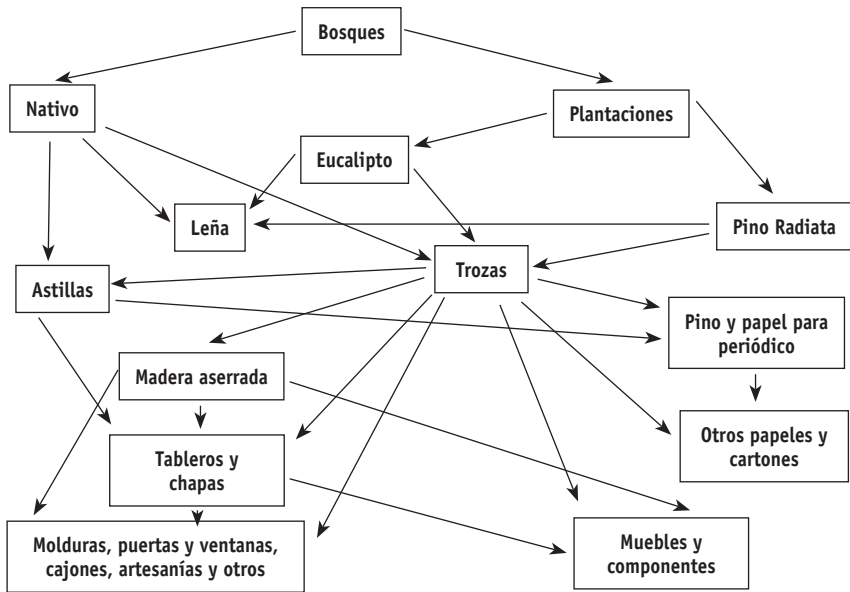 Bosques
Nativo
Plantaciones
Eucalipto
Leña
Pino Radiata
Trozas
Astillas
Pino y papel para
periódico
Madera aserrada
Otros papeles y
cartones
Tableros y
chapas
Molduras, puertas y ventanas,
cajones, artesanías y otros
Muebles y
componentes